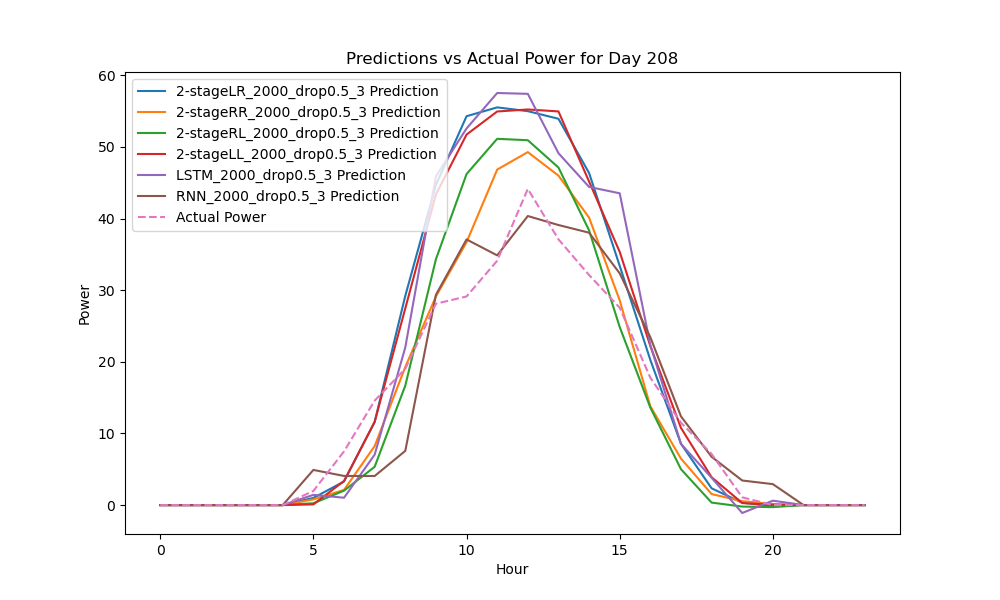 Predictions vs Actual Power for Day 208
60
50
40
30
20
10
0
Power
2-stageLR_2000_drop0.5_3 Prediction
2-stageRR_2000_drop0.5_3 Prediction
2-stageRL_2000_drop0.5_3 Prediction
2-stageLL_2000_drop0.5_3 Prediction
LSTM_2000_drop0.5_3 Prediction
RNN_2000_drop0.5_3 Prediction
Actual Power
0 5 10 15 20
Hour